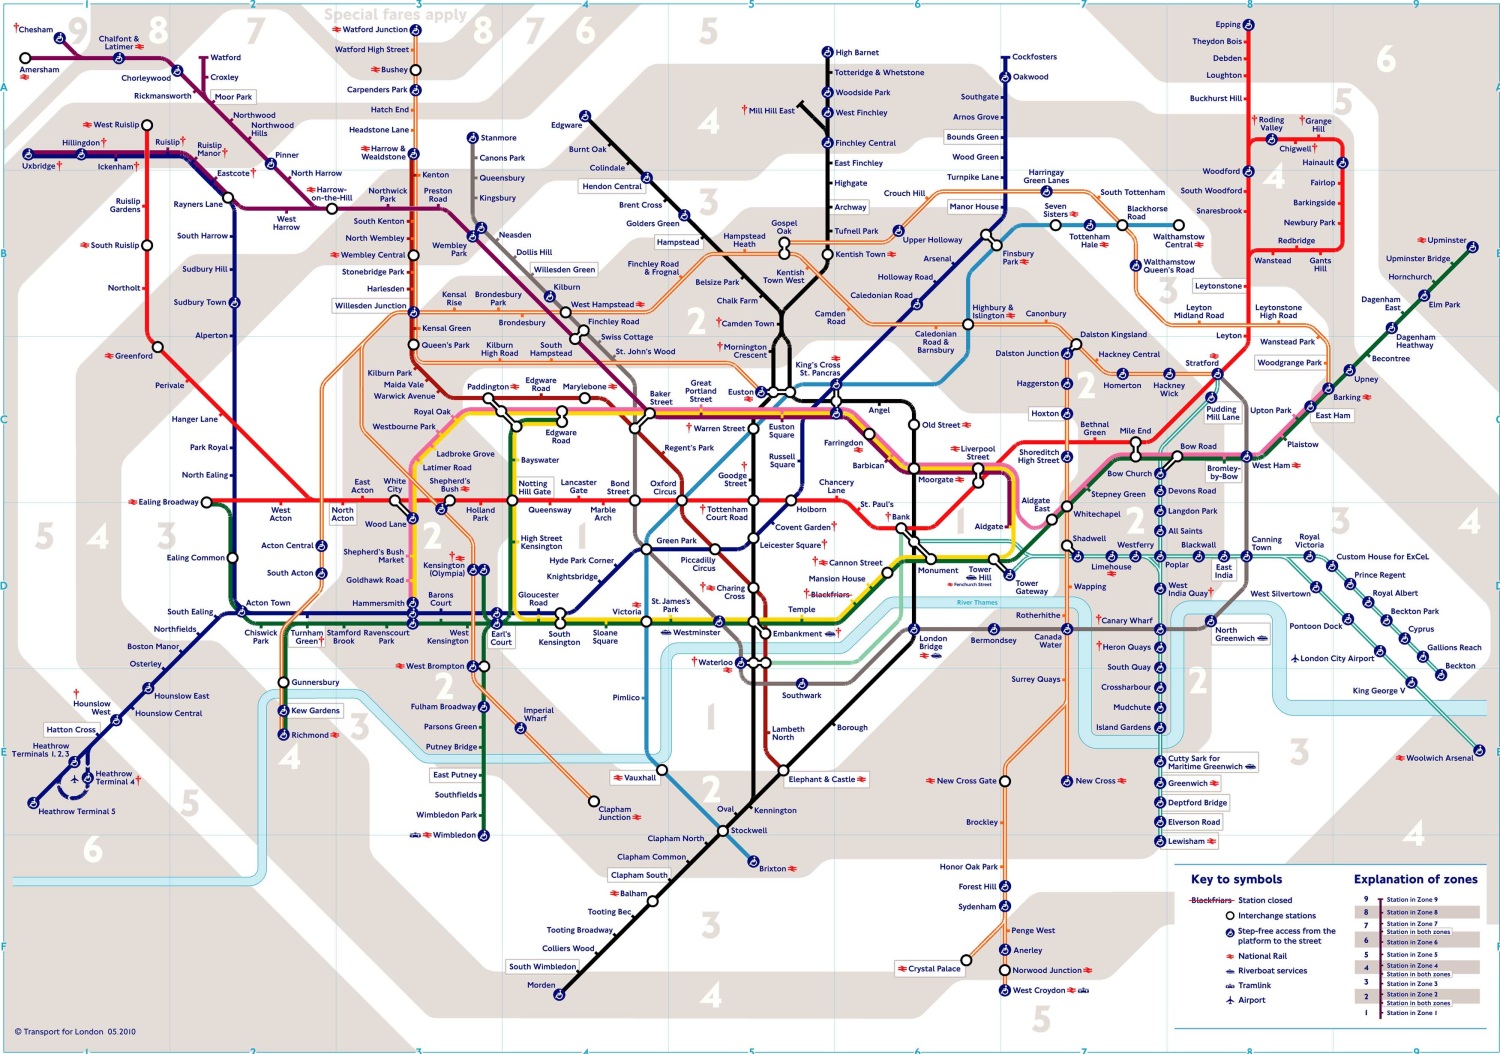 1 2 3 4 5 6 7 8 9
Special fares apply
†Chesham
Chalfont &
Latimer
Amersham
Chorleywood
Rickmansworth
Watford
Croxley
Moor Park
Northwood
Northwood
Hills
Pinner
North Harrow
Harrow-
on-the-Hill
Northwick
Park
Preston
Road
West
Harrow
West Ruislip
Hillingdon†
Uxbridge†
Ickenham†
Ruislip†
Ruislip
Manor†
Eastcote†
Rayners Lane
Ruislip
Gardens
South Ruislip
Northolt
Greenford
Perivale
Hanger Lane
South Harrow
Sudbury Hill
Sudbury Town
Alperton
Park Royal
North Ealing
Ealing Broadway
West
Acton
North
Acton
East
Acton
White
City
Shepherd's
Bush
Holland
Park
Wood Lane
Ealing Common
South Ealing
Acton Town
Northfields
Boston Manor
Osterley
Hounslow East
Hounslow Central
†
Hounslow
West
Hatton Cross
Heathrow
Terminals 1, 2, 3
Heathrow
Terminal 4†
Heathrow Terminal 5
Watford Junction
Watford High Street
Bushey
Carpenders Park
Hatch End
Headstone Lane
Harrow &
Wealdstone
Kenton
South Kenton
North Wembley
Wembley Central
Stonebridge Park
Harlesden
Willesden Junction
Kensal Green
Queen's Park
Kilburn Park
Maida Vale
Warwick Avenue
Kensal
Rise
Brondesbury
Park
Brondesbury
Kilburn
High Road
South
Hampstead
West Hampstead
Stanmore
Canons Park
Queensbury
Kingsbury
Wembley
Park
Neasden
Dollis Hill
Willesden Green
Kilburn
Finchley Road
Swiss Cottage
St. John's Wood
Edgware
Burnt Oak
Colindale
Hendon Central
Brent Cross
Golders Green
Hampstead
Belsize Park
Chalk Farm
†Camden Town
†Mornington
Crescent
Euston
High Barnet
Totteridge & Whetstone
Woodside Park
†Mill Hill East
West Finchley
Finchley Central
East Finchley
Highgate
Archway
Tufnell Park
Kentish Town
Finchley Road
& Frognal
Hampstead
Heath
Gospel
Oak
Kentish
Town West
Camden
Road
Caledonian
Road &
Barnsbury
Upper Holloway
Crouch Hill
Harringay
Green Lanes
South Tottenham
Cockfosters
Oakwood
Southgate
Arnos Grove
Bounds Green
Wood Green
Turnpike Lane
Manor House
Arsenal
Holloway Road
Caledonian Road
Finsbury
Park
Seven
Sisters
Tottenham
Hale
Blackhorse
Road
Walthamstow
Central
Walthamstow
Queen's Road
Highbury &
Islington
Canonbury
Dalston Kingsland
Dalston Junction
Hackney Central
Homerton
Hackney
Wick
Haggerston
Hoxton
Shoreditch
High Street
Leyton
Midland Road
Leytonstone
High Road
Wanstead Park
Woodgrange Park
Epping
Theydon Bois
Debden
Loughton
Buckhurst Hill
†Roding
Valley
Chigwell†
†Grange
Hill
Hainault
Fairlop
Barkingside
Newbury Park
Redbridge
Gants
Hill
Wanstead
Woodford
South Woodford
Snaresbrook
Leytonstone
Leyton
Stratford
Upminster
Upminster Bridge
Hornchurch
Elm Park
Dagenham
East
Dagenham
Heathway
Becontree
Upney
Barking
East Ham
Upton Park
Plaistow
West Ham
Bromley-
by-Bow
Bow Road
Mile End
Bethnal
Green
Stepney Green
Whitechapel
Pudding
Mill Lane
Bow Church
Devons Road
Langdon Park
All Saints
Poplar
Paddington
Edgware
Road
Marylebone
Baker
Street
Great
Portland
Street
Euston
Square
King's Cross
St. Pancras
Angel
Old Street
Farringdon
Barbican
Moorgate
Liverpool
Street
Aldgate
East
Aldgate
Royal Oak
Westbourne Park
Ladbroke Grove
Latimer Road
Shepherd's Bush
Market
Goldhawk Road
Hammersmith
Edgware
Road
Bayswater
Notting
Hill Gate
Queensway
Lancaster
Gate
Marble
Arch
Bond
Street
Oxford
Circus
†Tottenham
Court Road
Holborn
Chancery
Lane
St. Paul's
†Bank
Warren Street
Regent's Park
Goodge
Street
Russell
Square
Covent Garden†
Leicester Square†
Green Park
Piccadilly
Circus
Hyde Park Corner
Knightsbridge
High Street
Kensington
Kensington
(Olympia)
Gloucester
Road
South
Kensington
Sloane
Square
Victoria
St. James's
Park
Westminster
†Charing
Cross
Embankment †
Temple
†Blackfriars
Mansion House
†Cannon Street
Monument
Tower
Hill
Fenchurch Street
Tower
Gateway
Shadwell
Wapping
Rotherhithe
Canada
Water
Bermondsey
London
Bridge
Southwark
†Waterloo
River Thames
Acton Central
South Acton
Chiswick
Park
Turnham
Green†
Stamford
Brook
Ravenscourt
Park
Barons
Court
West
Kensington
Earl's
Court
Gunnersbury
Kew Gardens
Richmond
West Brompton
Fulham Broadway
Parsons Green
Putney Bridge
East Putney
Southfields
Wimbledon Park
Wimbledon
Imperial
Wharf
Clapham
Junction
Pimlico
Vauxhall
Stockwell
Brixton
Lambeth
North
Borough
Elephant & Castle
Kennington
Oval
Clapham North
Clapham Common
Clapham South
Balham
Tooting Bec
Tooting Broadway
Colliers Wood
South Wimbledon
Morden
Surrey Quays
New Cross Gate
New Cross
Brockley
Honor Oak Park
Forest Hill
Sydenham
Penge West
Anerley
Crystal Palace
Norwood Junction
West Croydon
Limehouse
Westferry
Blackwall
East
India
Canning
Town
Royal
Victoria
Custom House for ExCeL
Prince Regent
Royal Albert
Beckton Park
Cyprus
Gallions Reach
Beckton
West Silvertown
Pontoon Dock
London City Airport
King George V
Woolwich Arsenal
North
Greenwich
West
India Quay†
†Canary Wharf
†Heron Quays
South Quay
Crossharbour
Mudchute
Island Gardens
Cutty Sark for
Maritime Greenwich
Greenwich
Deptford Bridge
Elverson Road
Lewisham
Key to symbols
Blackfriars Station closed
Interchange stations
Step-free access from the
platform to the street
National Rail
Riverboat services
Tramlink
Airport
Explanation of zones
9 Station in Zone 9
8 Station in Zone 8
7 Station in Zone 7
Station in both zones
6 Station in Zone 6
5 Station in Zone 5
4 Station in Zone 4
Station in both zones
3 Station in Zone 3
2 Station in Zone 2
Station in both zones
1 Station in Zone 1
© Transport for London 05.2010